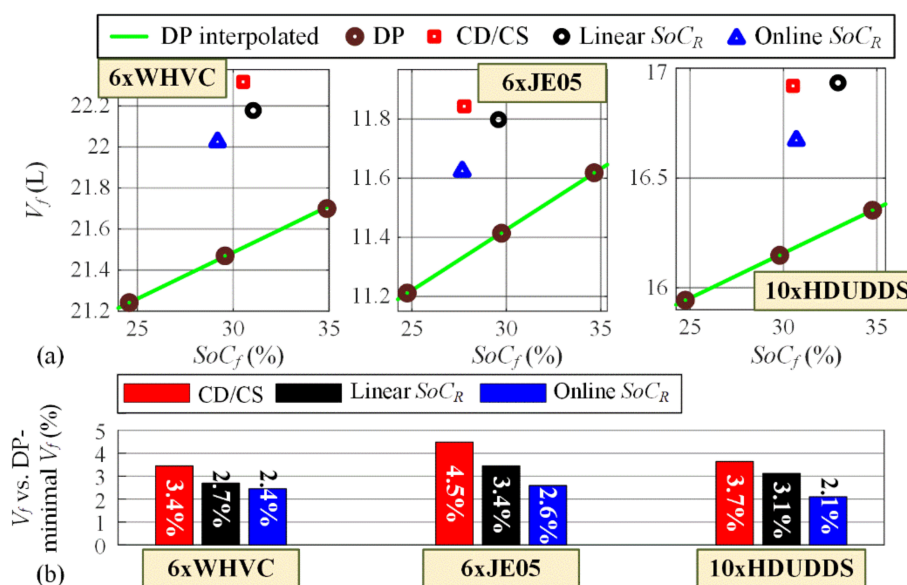 DP interpolated DP CD/CS Linear SoC_R Online SoC_R
6xWHVC 6xJE05 10xHDUDDS
V_f (L)
22.2
22
21.8
21.6
21.4
21.2
25 30 35
SoC_f (%)
11.8
11.6
11.4
11.2
25 30 35
SoC_f (%)
17
16.5
16
25 30 35
SoC_f (%)
(a)
CD/CS Linear SoC_R Online SoC_R
V_f vs. DP-
minimal V_f (%)
5
4
3
2
1
0
3.4% 2.7% 2.4% 4.5% 3.4% 2.6% 3.7% 3.1% 2.1%
6xWHVC 6xJE05 10xHDUDDS
(b)